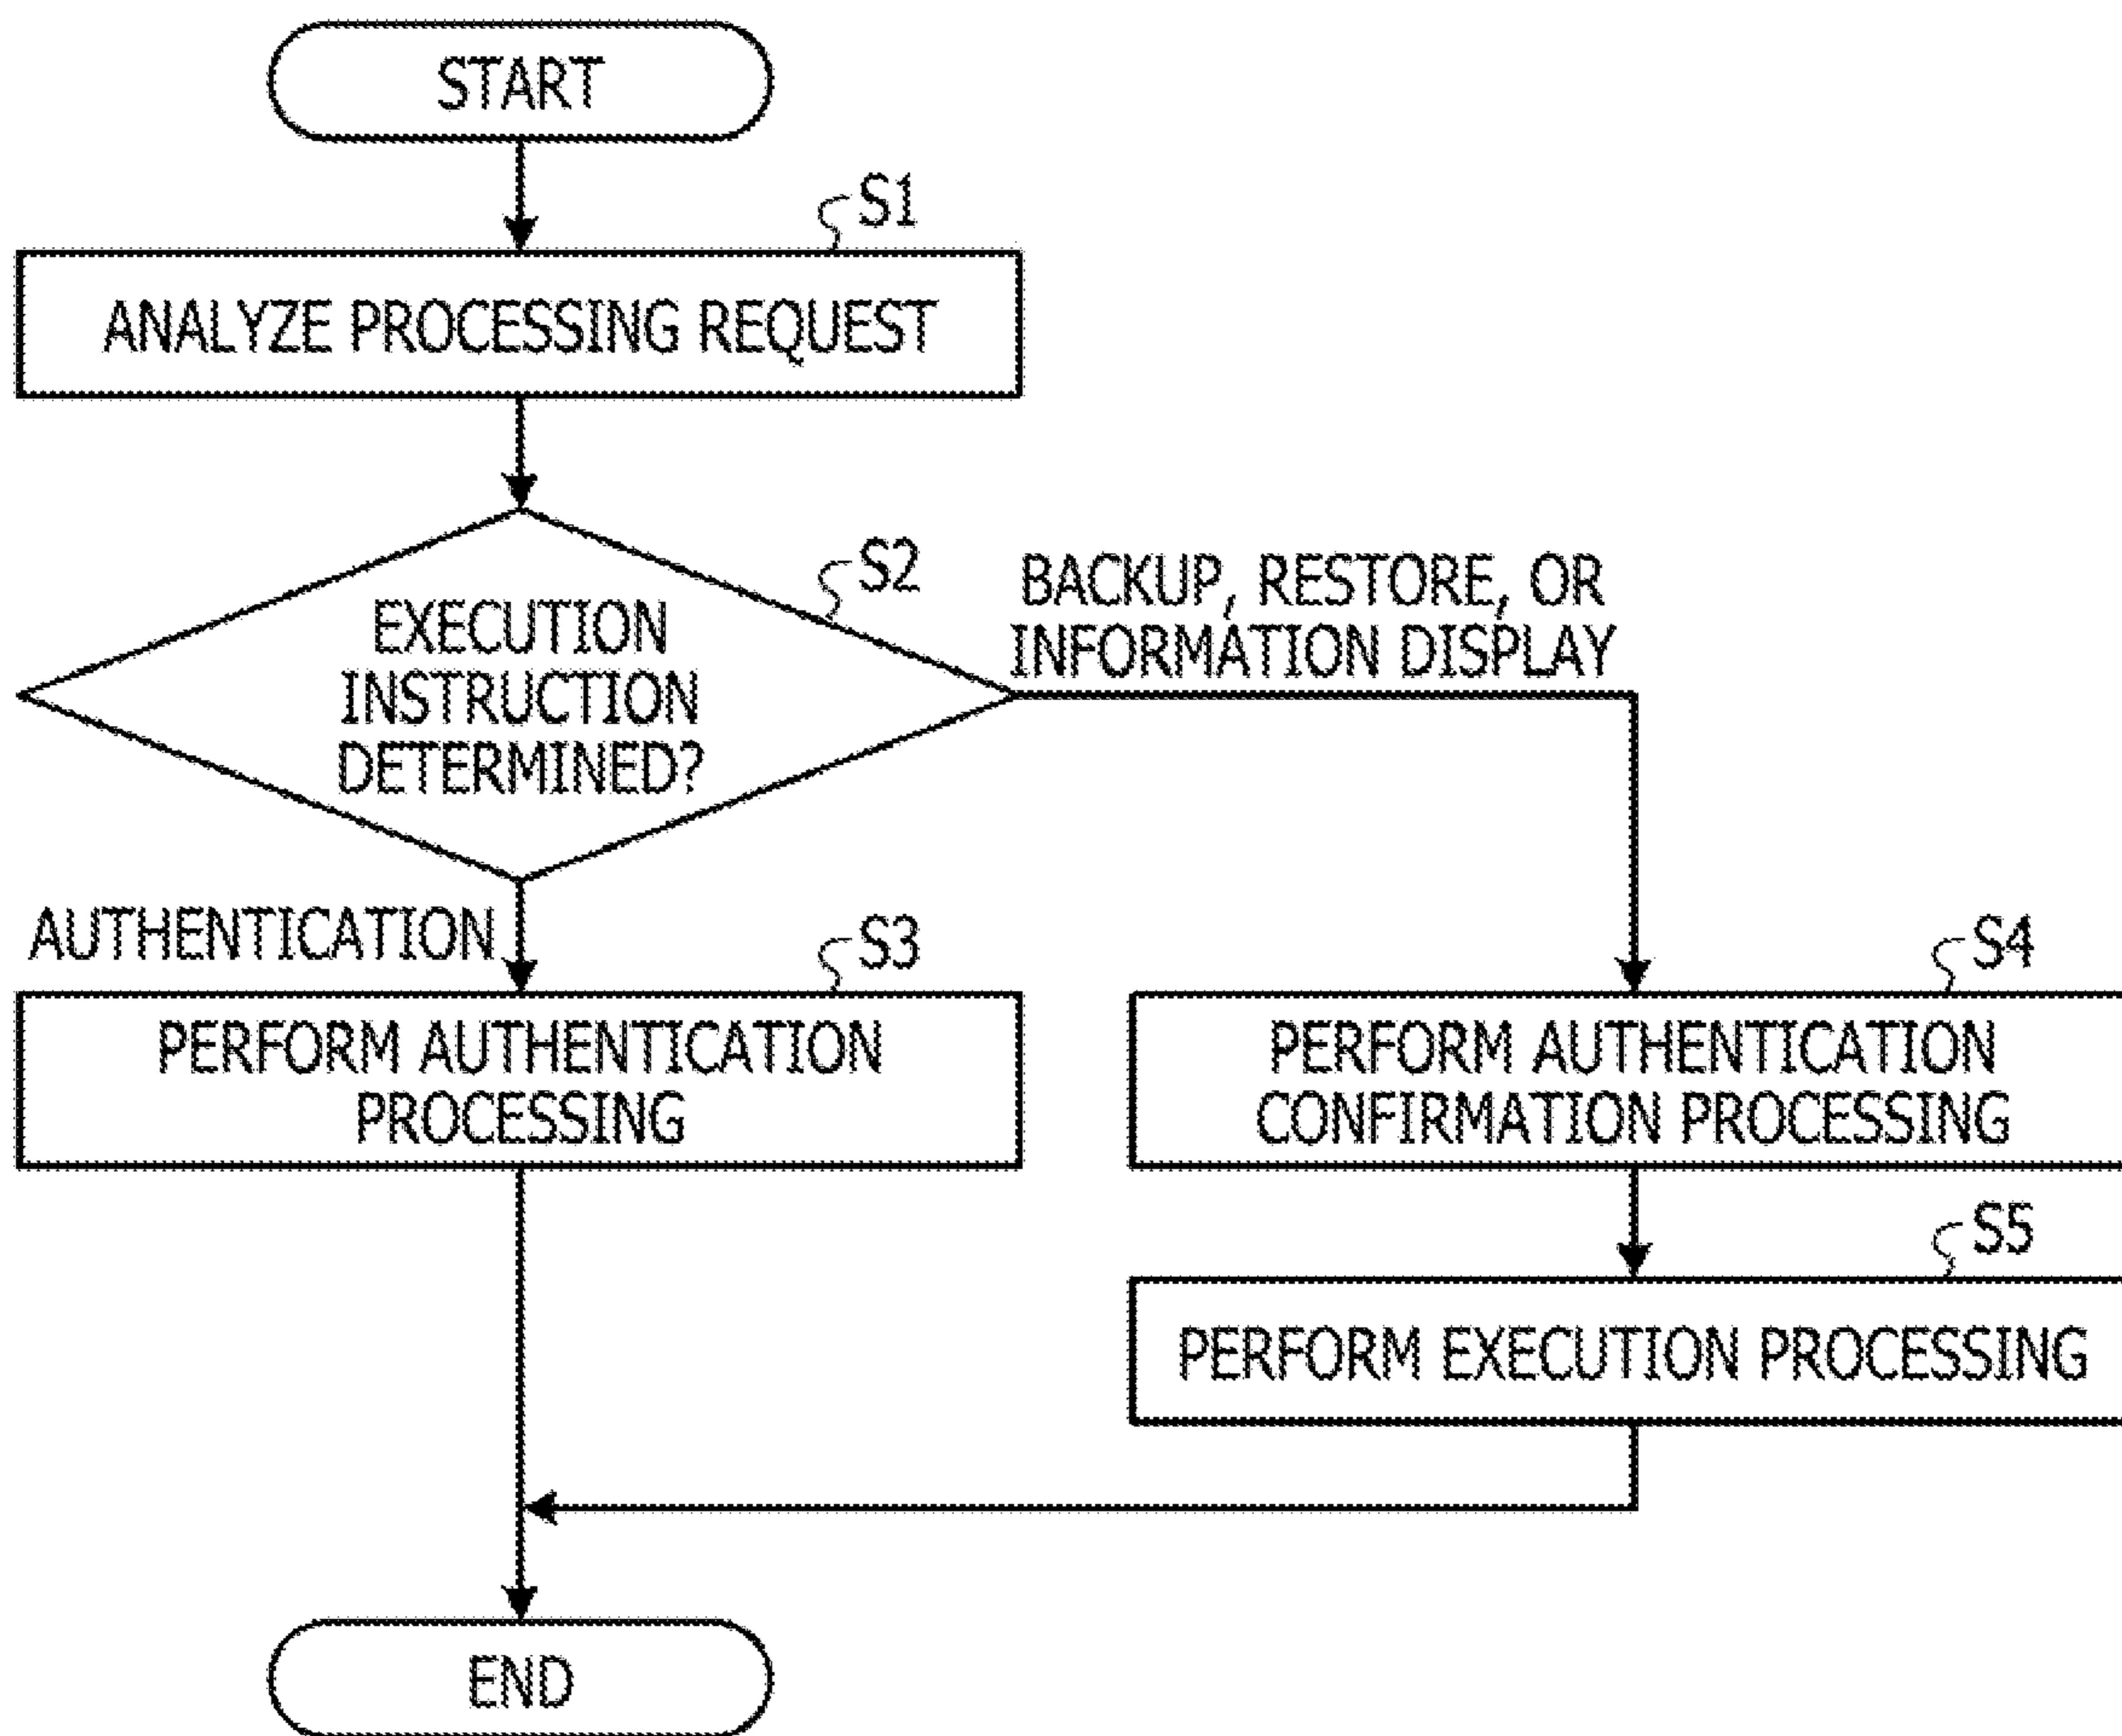 START
S1
ANALYZE PROCESSING REQUEST
S2
EXECUTION
INSTRUCTION
DETERMINED?
BACKUP, RESTORE, OR
INFORMATION DISPLAY
AUTHENTICATION
S3
PERFORM AUTHENTICATION
PROCESSING
S4
PERFORM AUTHENTICATION
CONFIRMATION PROCESSING
S5
PERFORM EXECUTION PROCESSING
END